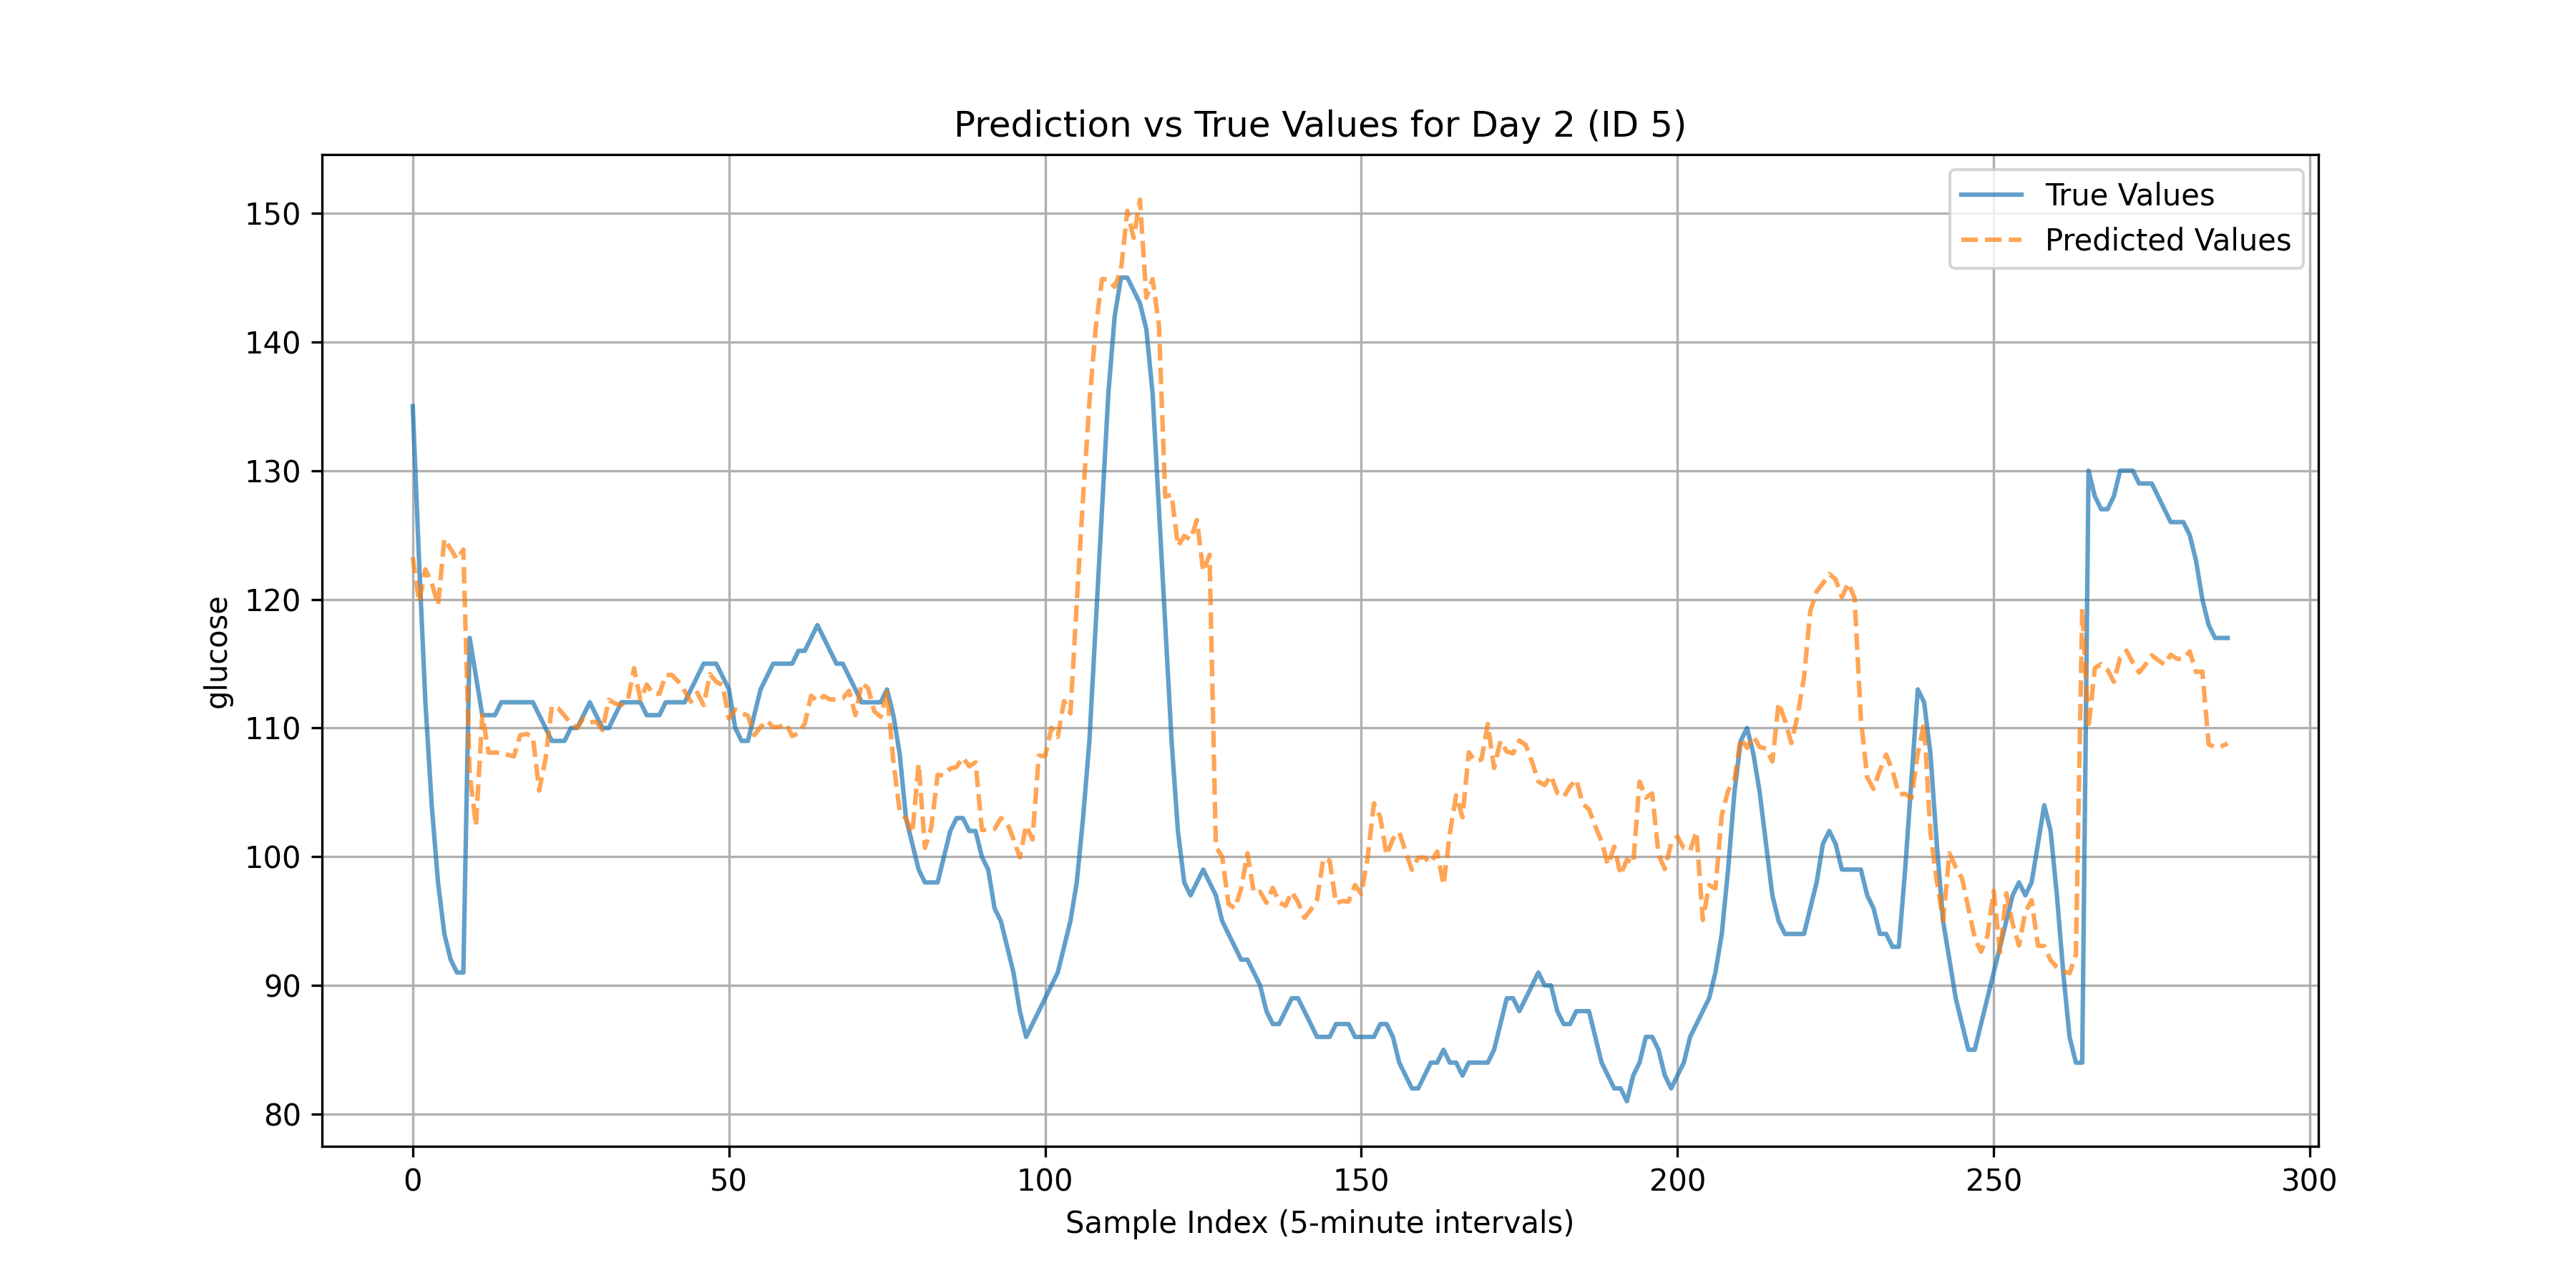 Prediction vs True Values for Day 2 (ID 5)
True Values
Predicted Values
glucose
150
140
130
120
110
100
90
80
0 50 100 150 200 250 300
Sample Index (5-minute intervals)